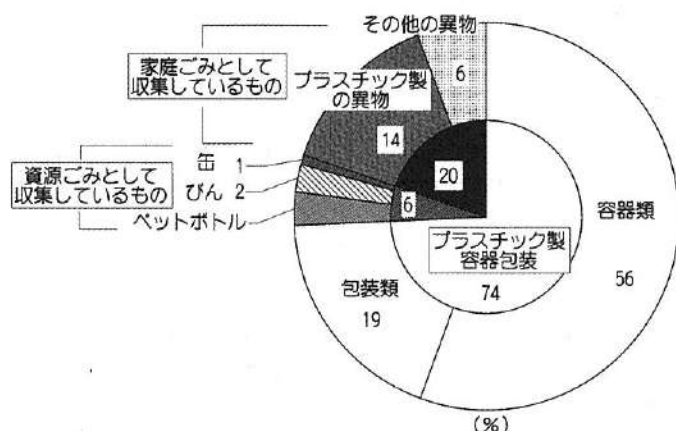 その他の異物
6
家庭ごみとして
収集しているもの
プラスチック製
の異物
14
缶 1
20
資源ごみとして
収集しているもの
びん 2
6
ペットボトル
容器類
56
プラスチック製
容器包装
74
包装類
19
(%)